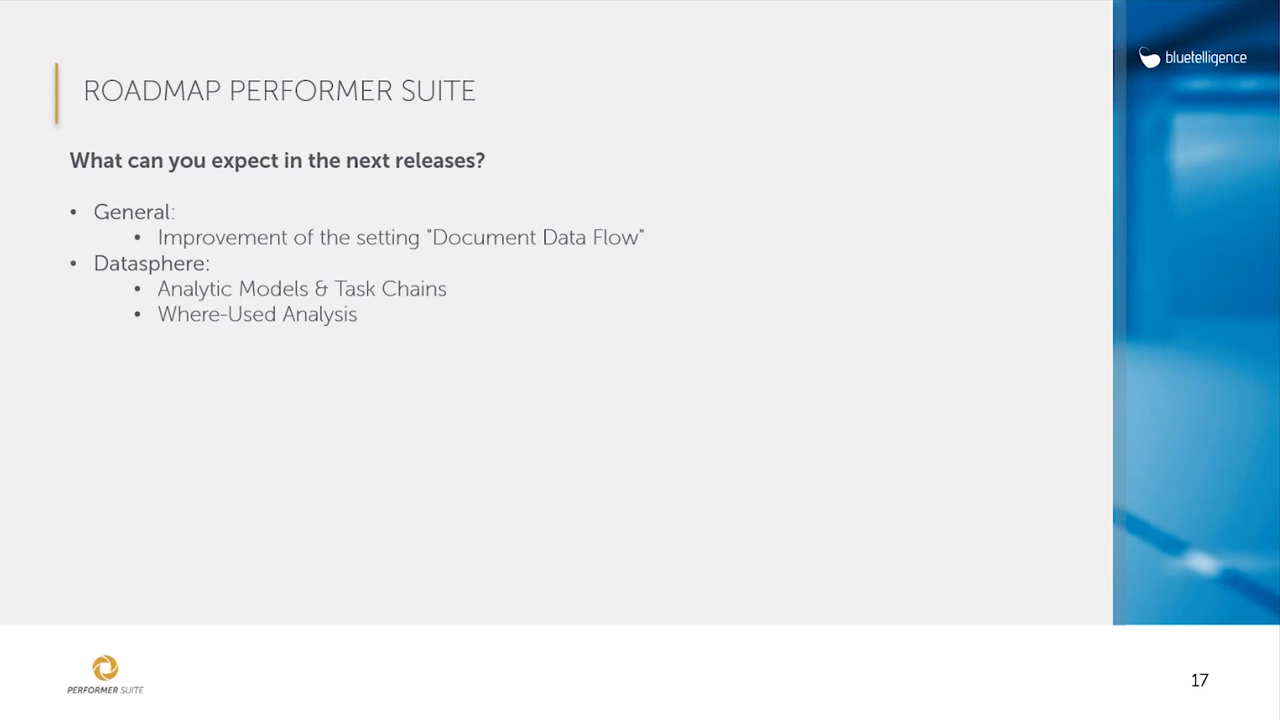 bluetelligence
ROADMAP PERFORMER SUITE
What can you expect in the next releases?
• General:
• Improvement of the setting "Document Data Flow"
• Datasphere:
• Analytic Models & Task Chains
• Where-Used Analysis
PERFORMER SUITE
17